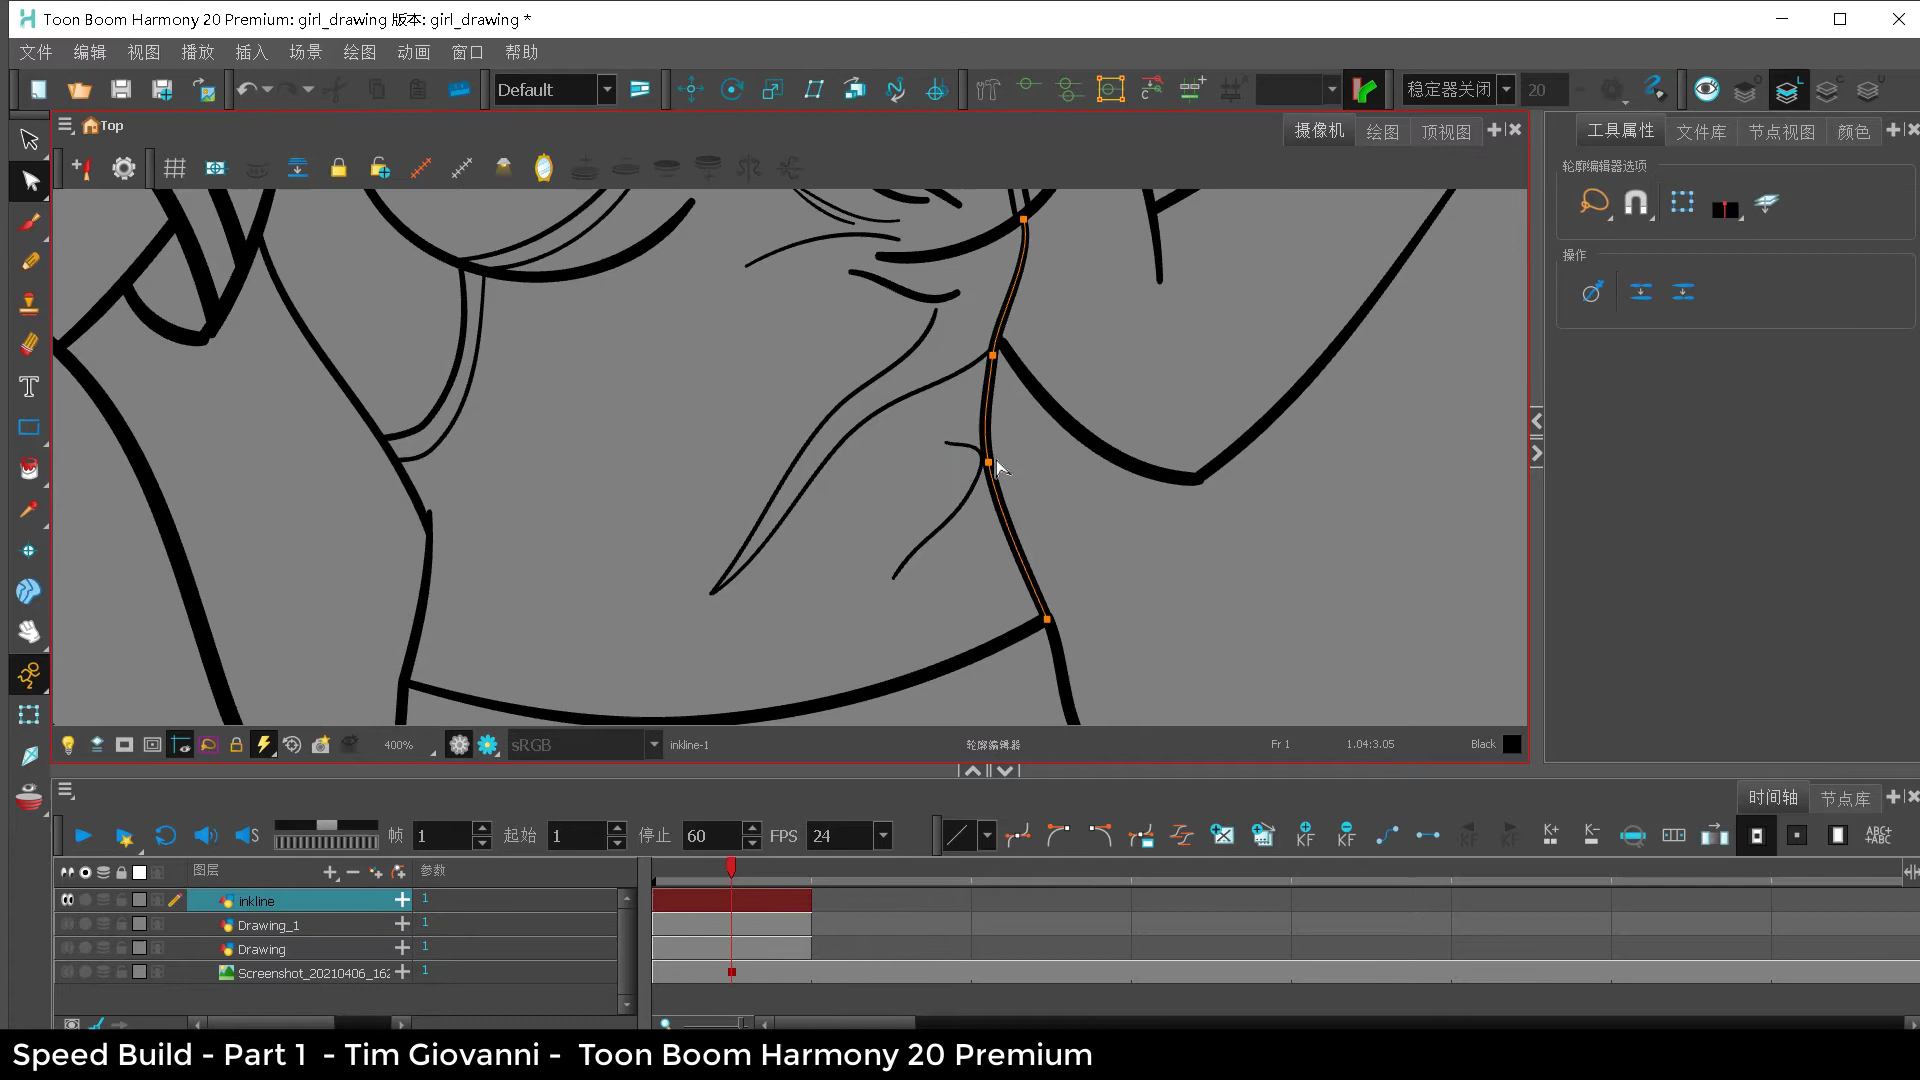 Toon Boom Harmony 20 Premium: girl_drawing 版本: girl_drawing *
文件 编辑 视图 播放 插入 场景 绘图 动画 窗口 帮助
Default
稳定器关闭
20
Top
摄像机 绘图 顶视图
工具属性 文件库 节点视图 颜色
轮廓编辑器选项
操作
400%
sRGB
inkline-1
轮廓编辑器
Fr 1
1.04:3.05
Black
时间轴 节点库
帧 1 起始 1 停止 60 FPS 24
图层
参数
inkline 1
Drawing_1 1
Drawing 1
Screenshot_20210406_162 1
Speed Build - Part 1 - Tim Giovanni - Toon Boom Harmony 20 Premium